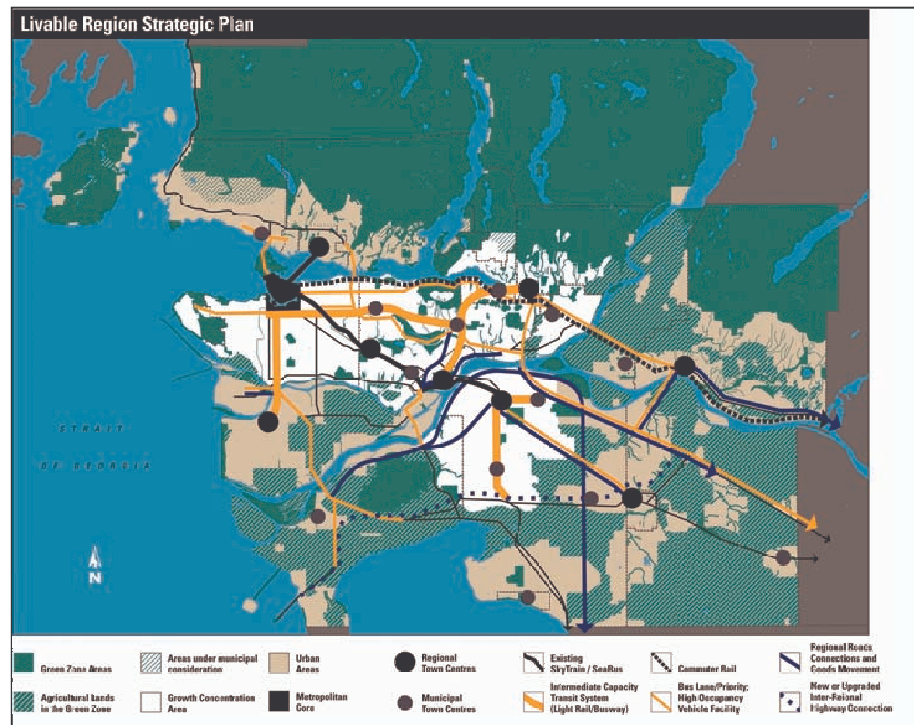 Livable Region Strategic Plan
STRAIT
OF GEORGIA
N
Green Zone Areas
Areas under municipal
consideration
Urban
Areas
Regional
Town Centres
Existing
SkyTrain / SeaBus
Commuter Rail
Regional Roads
Connections and
Goods Movement
Agricultural Lands
in the Green Zone
Growth Concentration
Area
Metropolitan
Core
Municipal
Town Centres
Intermediate Capacity
Transit System
(Light Rail/Busway)
Bus Lane/Priority;
High Occupancy
Vehicle Facility
New or Upgraded
Inter-Reional
Highway Connection